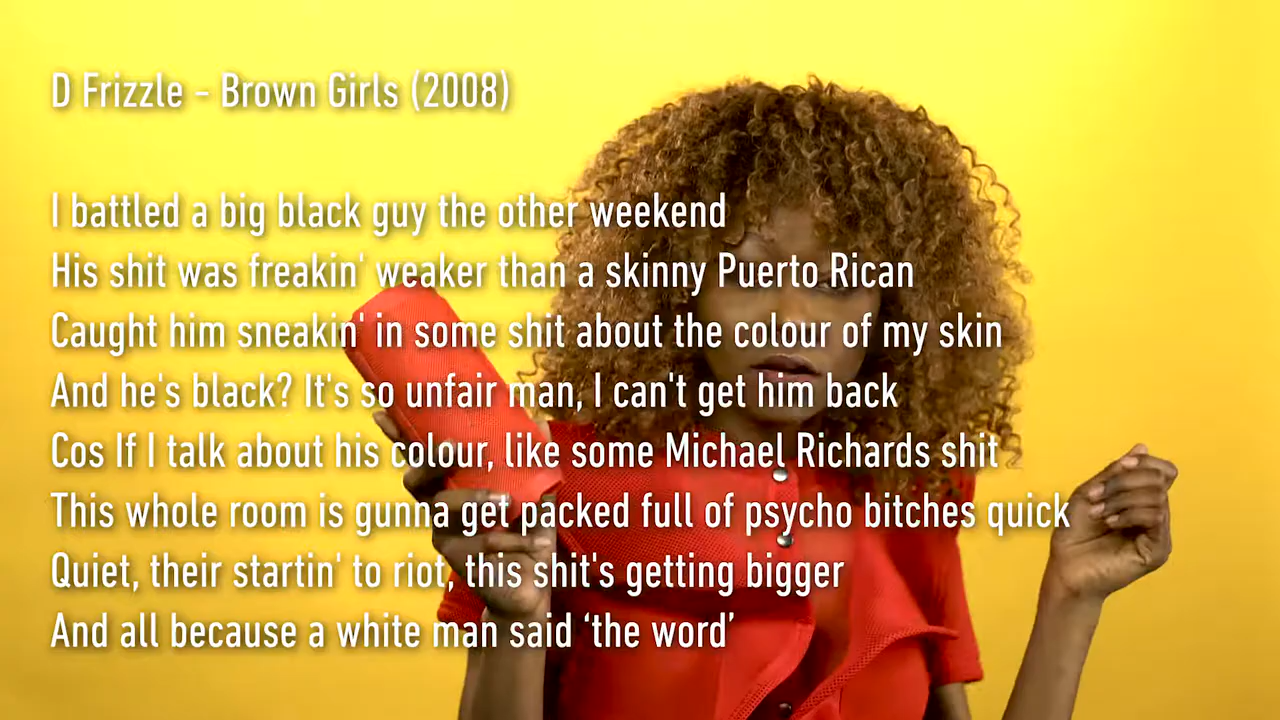 D Frizzle - Brown Girls (2008)
I battled a big black guy the other weekend
His shit was freakin' weaker than a skinny Puerto Rican
Caught him sneakin' in some shit about the colour of my skin
And he's black? It's so unfair man, I can't get him back
Cos If I talk about his colour, like some Michael Richards shit
This whole room is gunna get packed full of psycho bitches quick
Quiet, their startin' to riot, this shit's getting bigger
And all because a white man said ‘the word’